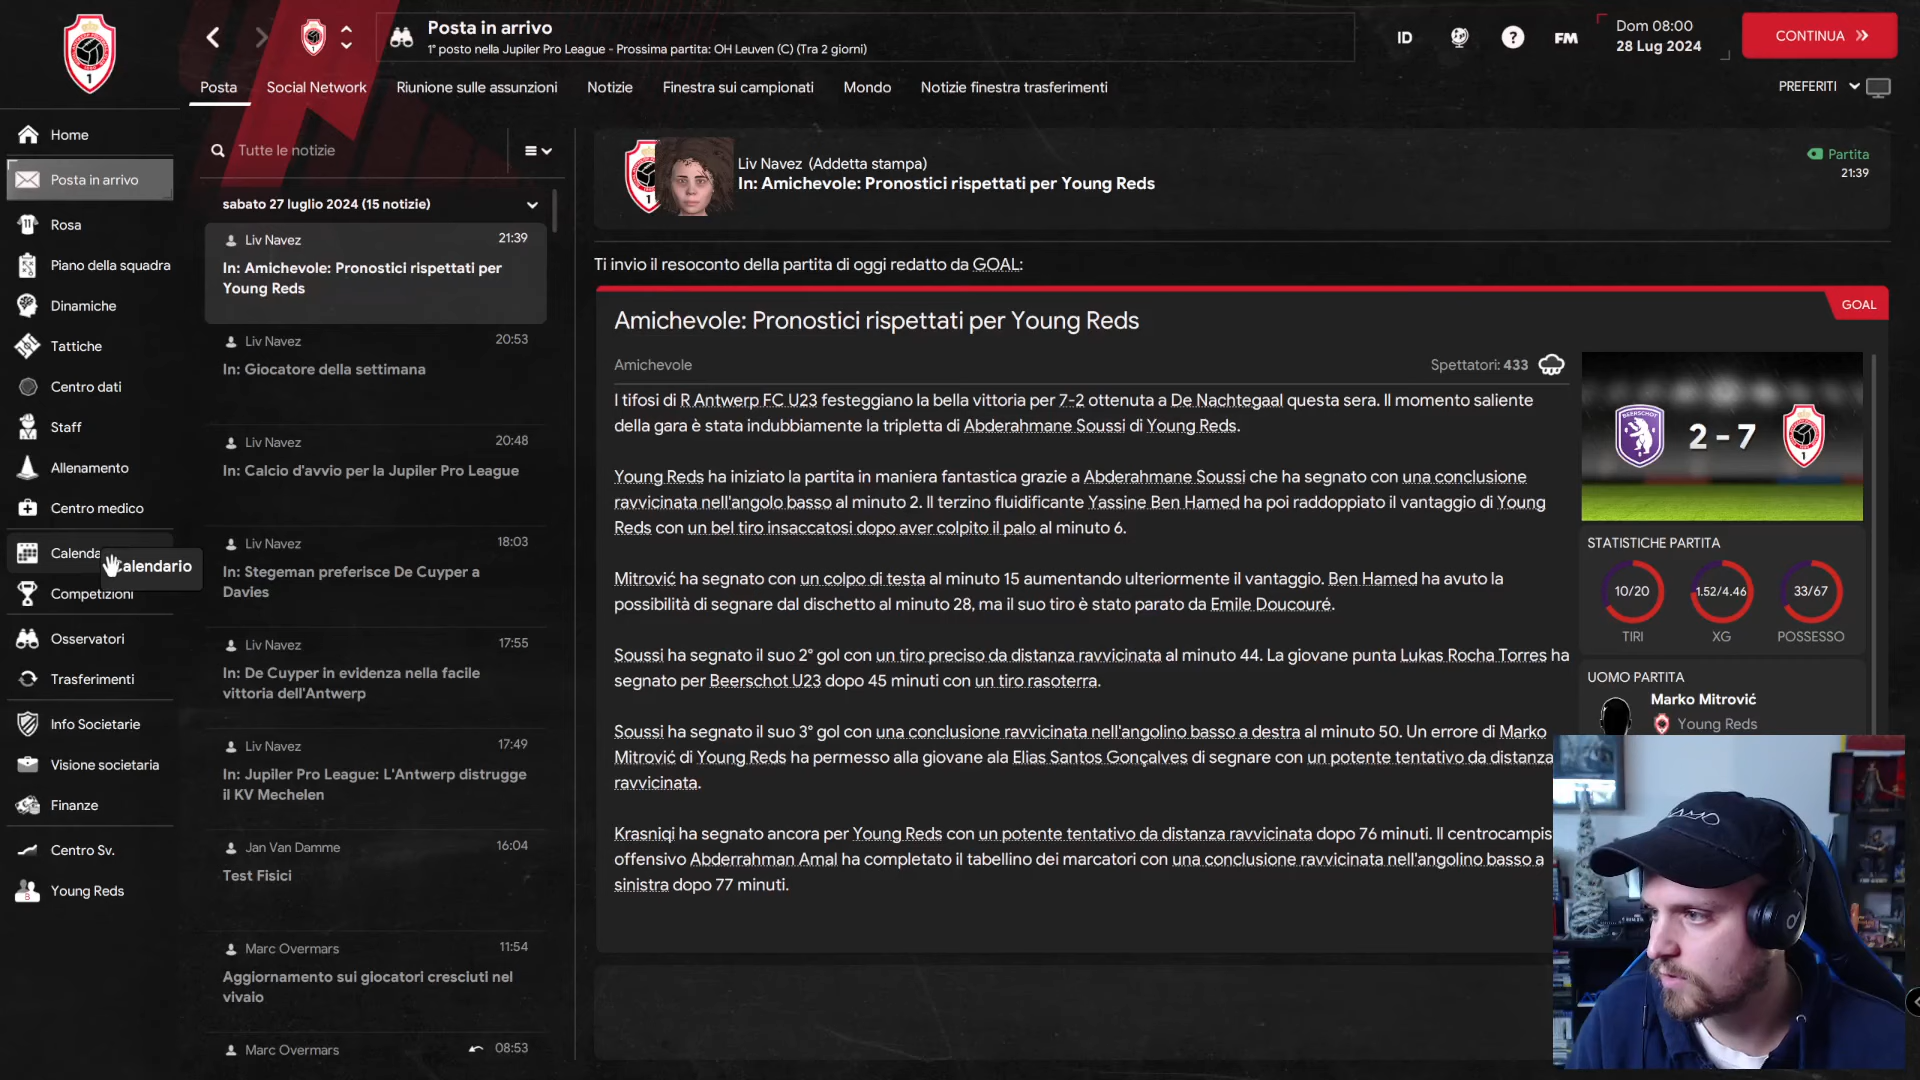 Posta in arrivo
1° posto nella Jupiler Pro League - Prossima partita: OH Leuven (C) (Tra 2 giorni)
ID
?
FM
Dom 08:00
28 Lug 2024
CONTINUA
Posta
Social Network
Riunione sulle assunzioni
Notizie
Finestra sui campionati
Mondo
Notizie finestra trasferimenti
PREFERITI
Home
Posta in arrivo
Rosa
Piano della squadra
Dinamiche
Tattiche
Centro dati
Staff
Allenamento
Centro medico
Calenda
Calendario
Competizioni
Osservatori
Trasferimenti
Info Societarie
Visione societaria
Finanze
Centro Sv.
Young Reds
Tutte le notizie
sabato 27 luglio 2024 (15 notizie)
Liv Navez 21:39
In: Amichevole: Pronostici rispettati per
Young Reds
Liv Navez 20:53
In: Giocatore della settimana
Liv Navez 20:48
In: Calcio d'avvio per la Jupiler Pro League
Liv Navez 18:03
In: Stegeman preferisce De Cuyper a
Davies
Liv Navez 17:55
In: De Cuyper in evidenza nella facile
vittoria dell'Antwerp
Liv Navez 17:49
In: Jupiler Pro League: L'Antwerp distrugge
il KV Mechelen
Jan Van Damme 16:04
Test Fisici
Marc Overmars 11:54
Aggiornamento sui giocatori cresciuti nel
vivaio
Marc Overmars 08:53
Liv Navez (Addetta stampa)
In: Amichevole: Pronostici rispettati per Young Reds
Partita
21:39
Ti invio il resoconto della partita di oggi redatto da GOAL:
GOAL
Amichevole: Pronostici rispettati per Young Reds
Amichevole
Spettatori: 433
I tifosi di R Antwerp FC U23 festeggiano la bella vittoria per 7-2 ottenuta a De Nachtegaal questa sera. Il momento saliente
della gara è stata indubbiamente la tripletta di Abderahmane Soussi di Young Reds.
Young Reds ha iniziato la partita in maniera fantastica grazie a Abderahmane Soussi che ha segnato con una conclusione
ravvicinata nell'angolo basso al minuto 2. Il terzino fluidificante Yassine Ben Hamed ha poi raddoppiato il vantaggio di Young
Reds con un bel tiro insaccatosi dopo aver colpito il palo al minuto 6.
Mitrović ha segnato con un colpo di testa al minuto 15 aumentando ulteriormente il vantaggio. Ben Hamed ha avuto la
possibilità di segnare dal dischetto al minuto 28, ma il suo tiro è stato parato da Emile Doucouré.
Soussi ha segnato il suo 2° gol con un tiro preciso da distanza ravvicinata al minuto 44. La giovane punta Lukas Rocha Torres ha
segnato per Beerschot U23 dopo 45 minuti con un tiro rasoterra.
Soussi ha segnato il suo 3° gol con una conclusione ravvicinata nell'angolino basso a destra al minuto 50. Un errore di Marko
Mitrović di Young Reds ha permesso alla giovane ala Elias Santos Gonçalves di segnare con un potente tentativo da distanza
ravvicinata.
Krasniqi ha segnato ancora per Young Reds con un potente tentativo da distanza ravvicinata dopo 76 minuti. Il centrocampis
offensivo Abderrahman Amal ha completato il tabellino dei marcatori con una conclusione ravvicinata nell'angolino basso a
sinistra dopo 77 minuti.
BEERSCHOT
2 - 7
STATISTICHE PARTITA
10/20
1.52/4.46
33/67
TIRI
XG
POSSESSO
UOMO PARTITA
Marko Mitrović
Young Reds